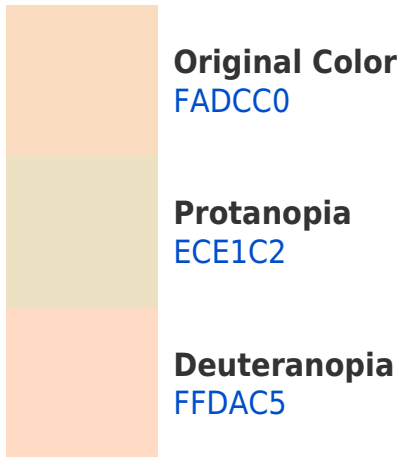 Original Color
FADCC0
Protanopia
ECE1C2
Deuteranopia
FFDAC5